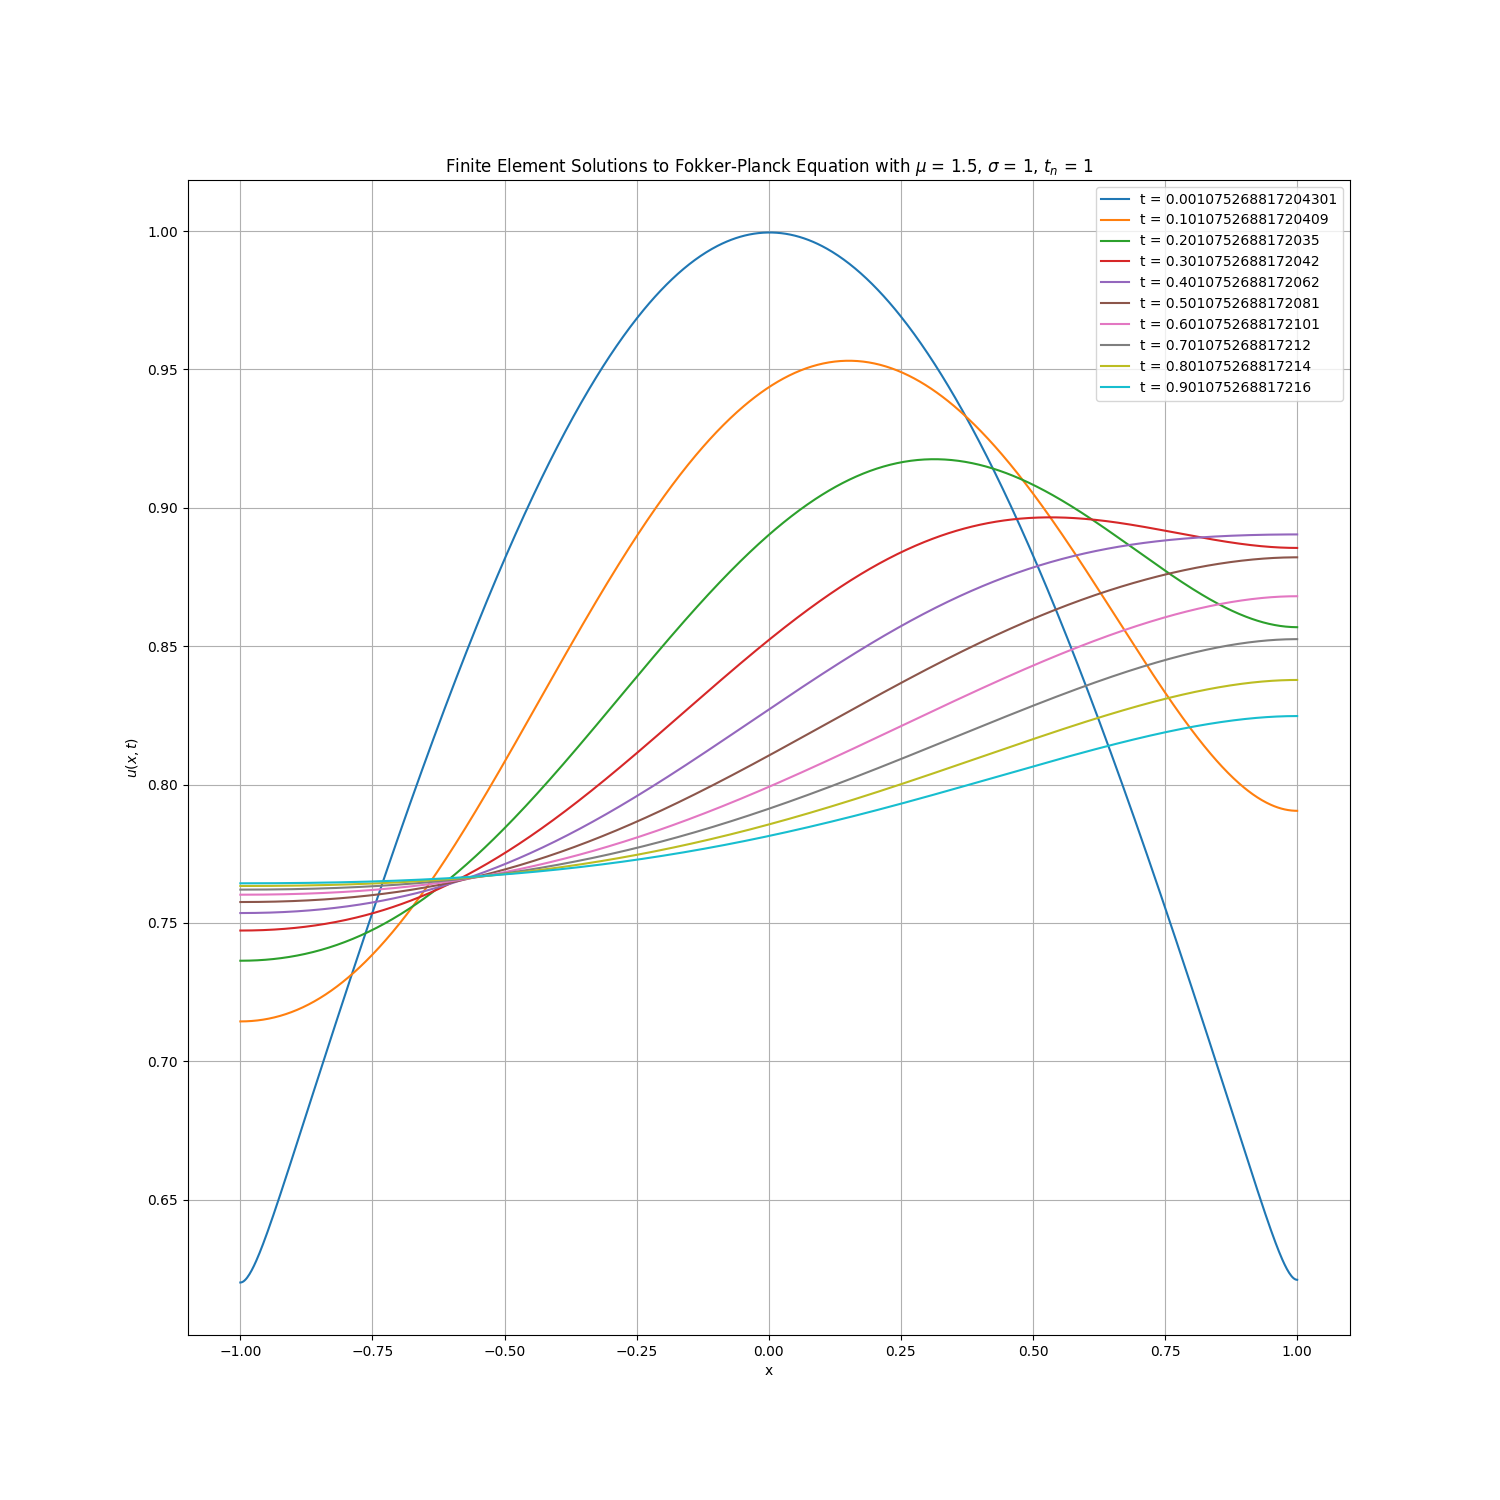 Finite Element Solutions to Fokker-Planck Equation with μ = 1.5, σ = 1, tₙ = 1
t = 0.001075268817204301
t = 0.10107526881720409
t = 0.2010752688172035
t = 0.3010752688172042
t = 0.4010752688172062
t = 0.5010752688172081
t = 0.6010752688172101
t = 0.701075268817212
t = 0.801075268817214
t = 0.901075268817216
1.00
0.95
0.90
0.85
0.80
0.75
0.70
0.65
u(x, t)
−1.00 −0.75 −0.50 −0.25 0.00 0.25 0.50 0.75 1.00
x